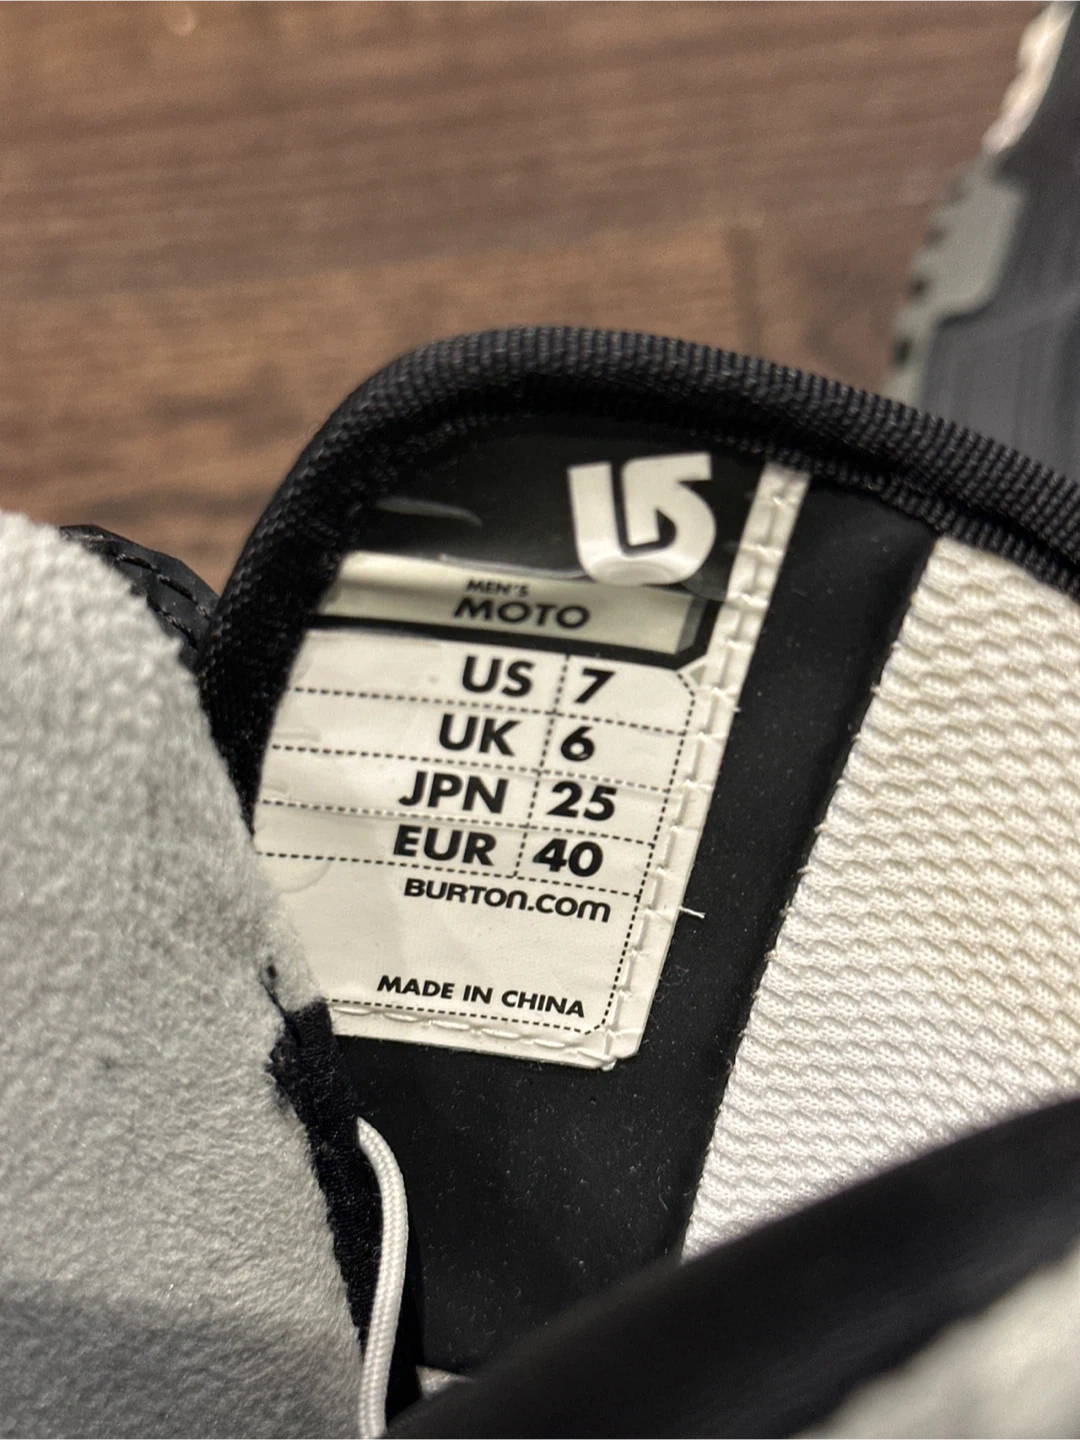 MEN'S
MOTO
US 7
UK 6
JPN 25
EUR 40
BURTON.COM
MADE IN CHINA